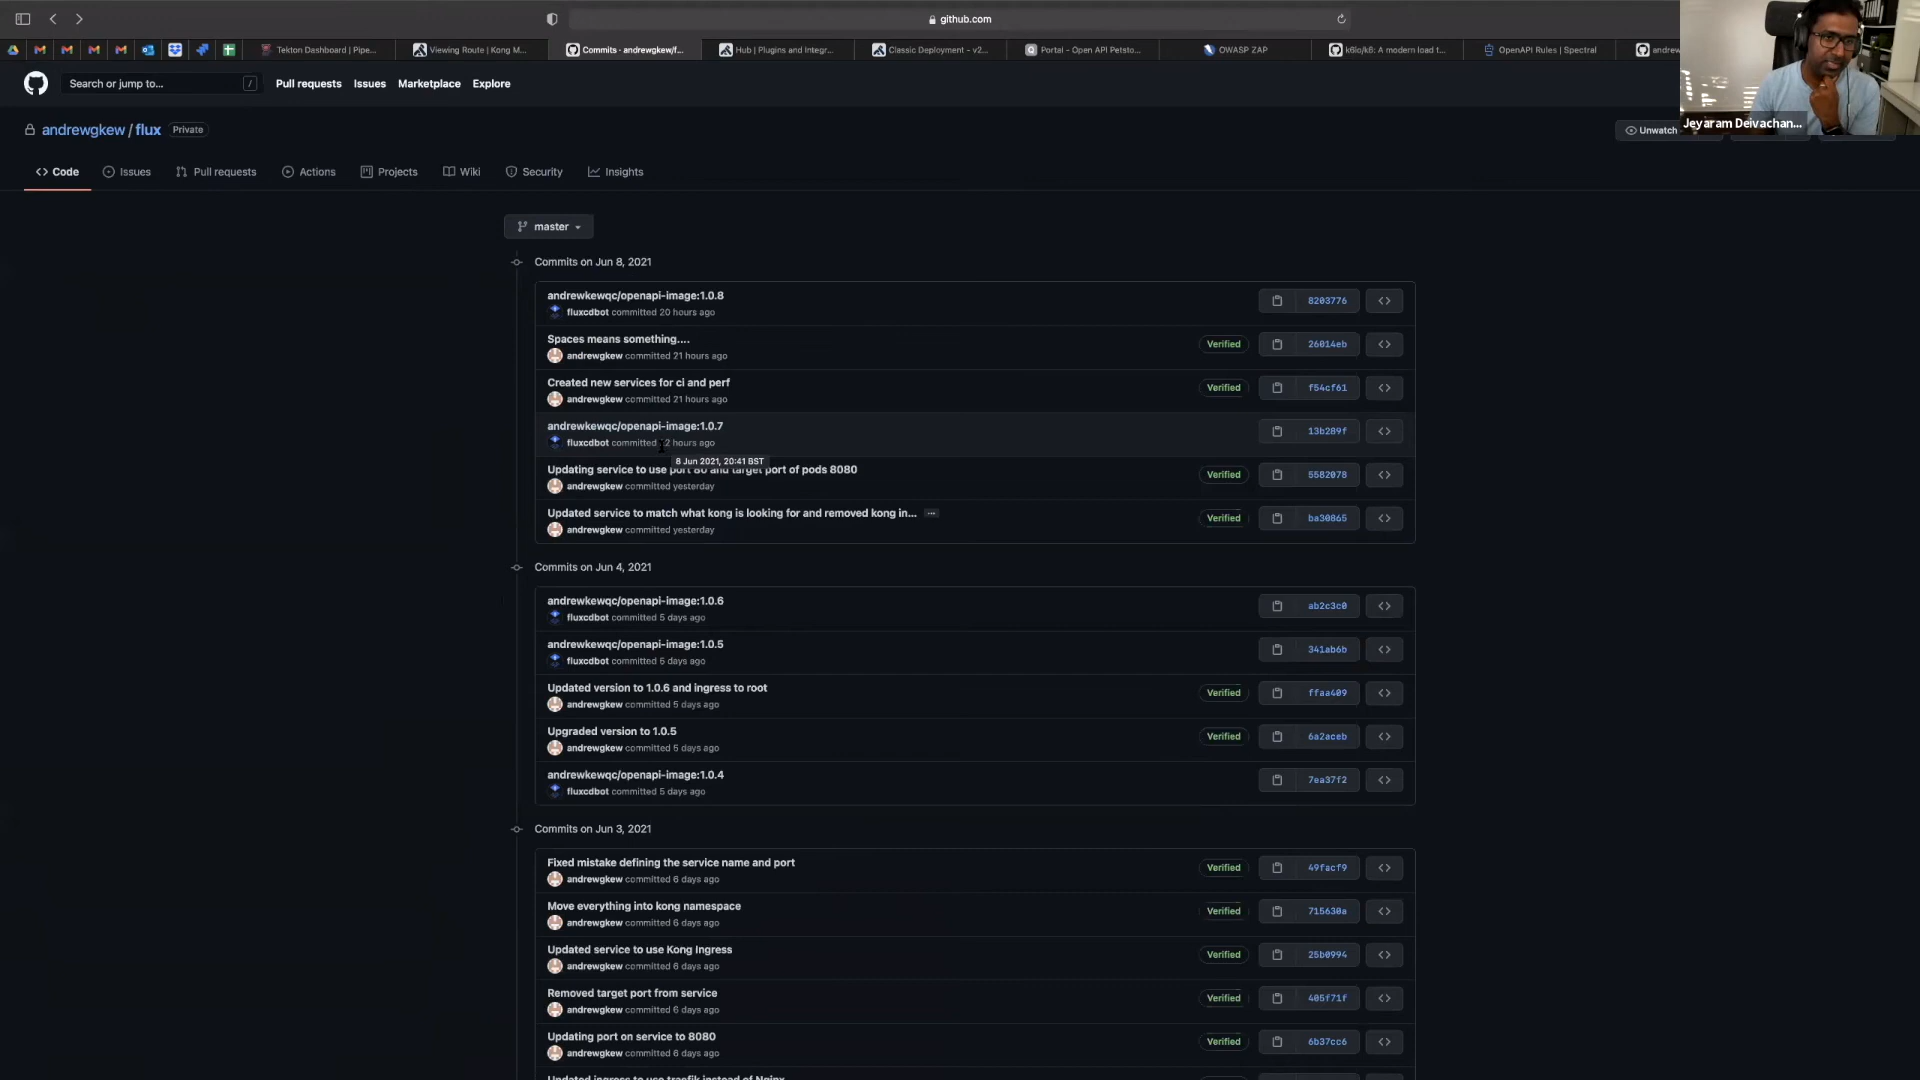 github.com
Tekton Dashboard | Pipe...
Viewing Route | Kong M...
Commits · andrewgkew/f...
Hub | Plugins and Integr...
Classic Deployment - v2...
Portal - Open API Petsto...
OWASP ZAP
k6io/k6: A modern load t...
OpenAPI Rules | Spectral
andrew
Search or jump to...
/
Pull requests
Issues
Marketplace
Explore
Jeyaram Deivachan...
andrewgkew / flux
Private
Unwatch
Code
Issues
Pull requests
Actions
Projects
Wiki
Security
Insights
master
Commits on Jun 8, 2021
andrewkewqc/openapi-image:1.0.8
fluxcdbot committed 20 hours ago
8203776
Spaces means something....
andrewgkew committed 21 hours ago
Verified
26014eb
Created new services for ci and perf
andrewgkew committed 21 hours ago
Verified
f54cf61
andrewkewqc/openapi-image:1.0.7
fluxcdbot committed 22 hours ago
13b289f
8 Jun 2021, 20:41 BST
Updating service to use port 80 and target port of pods 8080
andrewgkew committed yesterday
Verified
5582078
Updated service to match what kong is looking for and removed kong in... ...
andrewgkew committed yesterday
Verified
ba30865
Commits on Jun 4, 2021
andrewkewqc/openapi-image:1.0.6
fluxcdbot committed 5 days ago
ab2c3c0
andrewkewqc/openapi-image:1.0.5
fluxcdbot committed 5 days ago
341ab6b
Updated version to 1.0.6 and ingress to root
andrewgkew committed 5 days ago
Verified
ffaa409
Upgraded version to 1.0.5
andrewgkew committed 5 days ago
Verified
6a2aceb
andrewkewqc/openapi-image:1.0.4
fluxcdbot committed 5 days ago
7ea37f2
Commits on Jun 3, 2021
Fixed mistake defining the service name and port
andrewgkew committed 6 days ago
Verified
49facf9
Move everything into kong namespace
andrewgkew committed 6 days ago
Verified
715630a
Updated service to use Kong Ingress
andrewgkew committed 6 days ago
Verified
25b0994
Removed target port from service
andrewgkew committed 6 days ago
Verified
405f71f
Updating port on service to 8080
andrewgkew committed 6 days ago
Verified
6b37cc6
Updated ingress to use traefik instead of Nginx